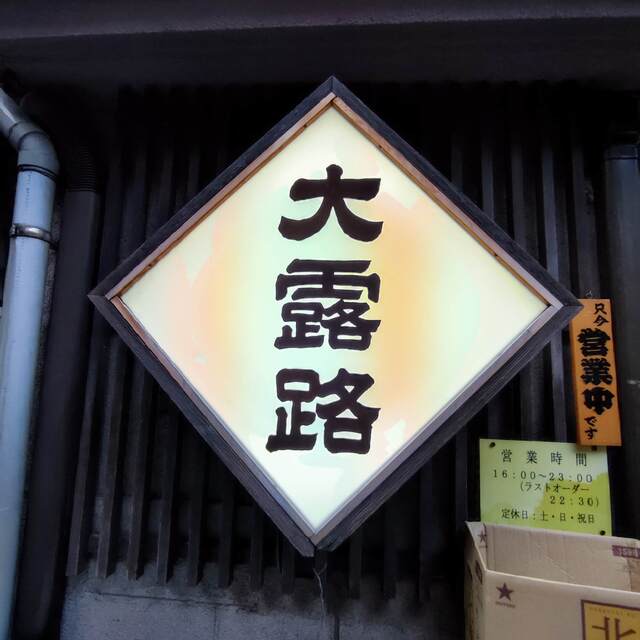 大露路
只今営業中です
営業時間
16:00〜23:00
(ラストオーダー
22:30)
定休日:土・日・祝日